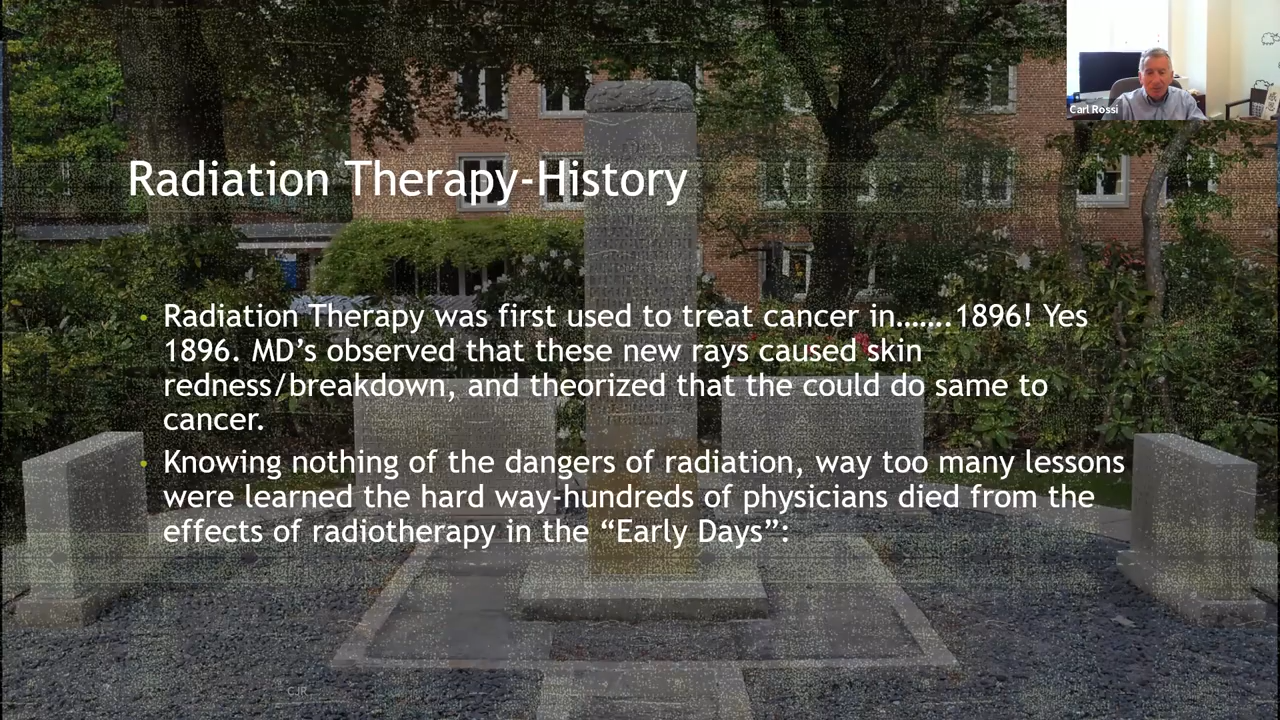 Carl Rossi
Radiation Therapy-History
• Radiation Therapy was first used to treat cancer in…….1896! Yes
1896. MD’s observed that these new rays caused skin
redness/breakdown, and theorized that the could do same to
cancer.
• Knowing nothing of the dangers of radiation, way too many lessons
were learned the hard way-hundreds of physicians died from the
effects of radiotherapy in the “Early Days”:
CJR